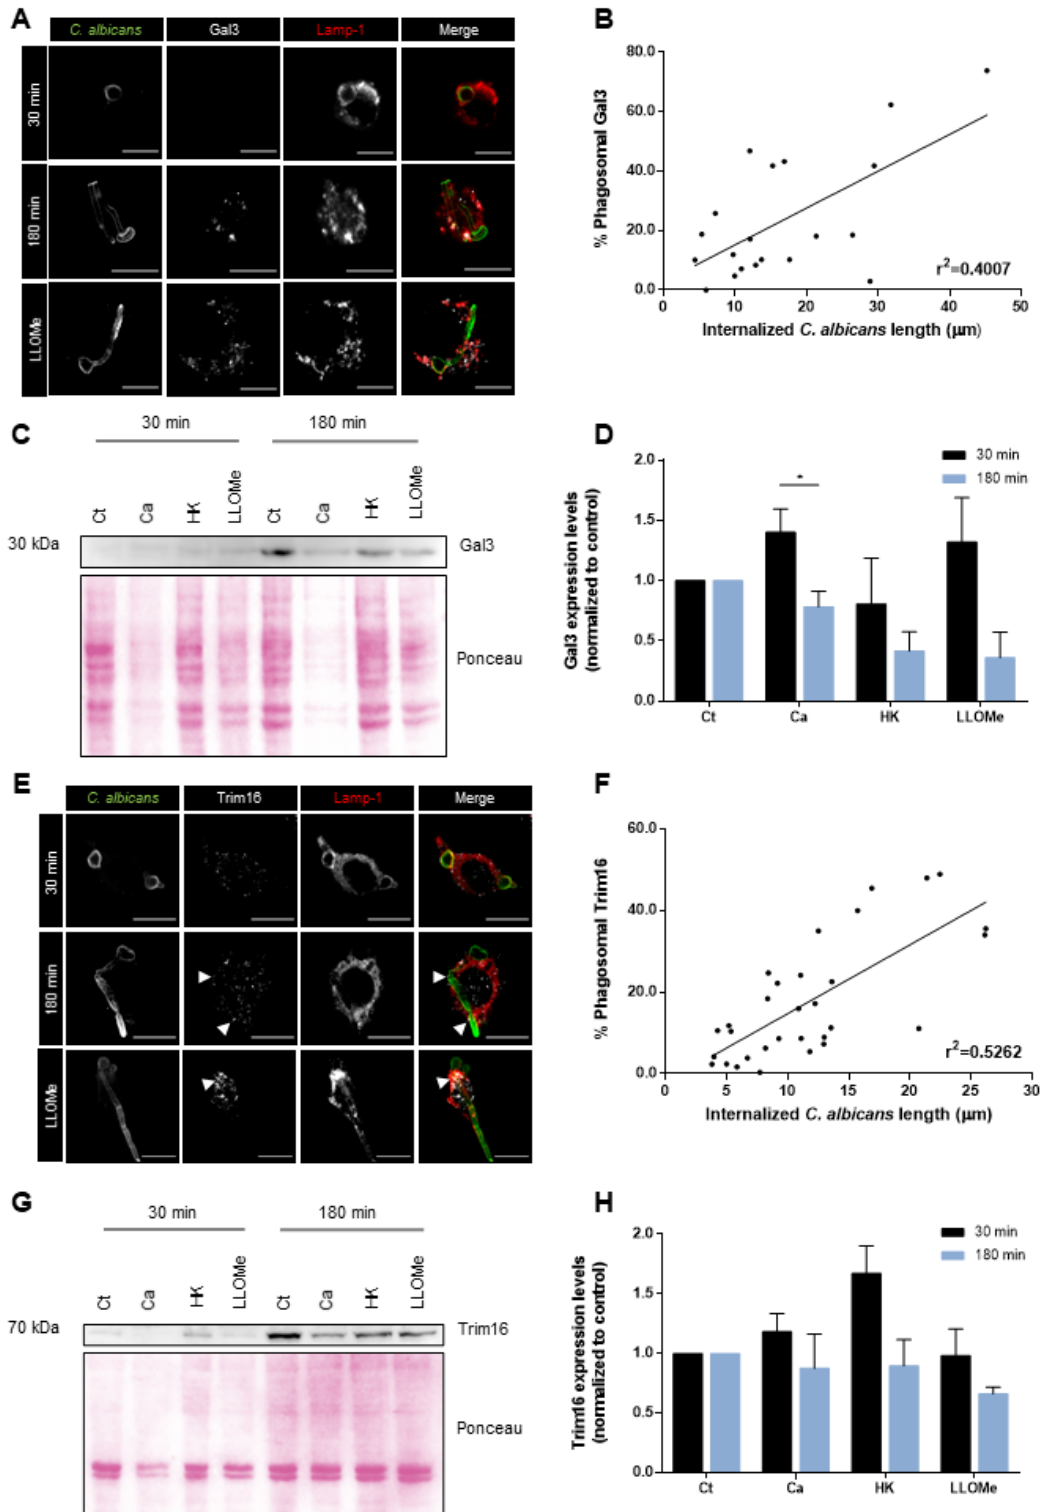 A
C. albicans Gal3 Lamp-1 Merge
30 min
180 min
LLOMe
B
80.0
60.0
40.0
20.0
0.0
% Phagosomal Gal3
r²=0.4007
0 10 20 30 40 50
Internalized C. albicans length (µm)
C
30 min 180 min
Ct Ca HK LLOMe Ct Ca HK LLOMe
30 kDa Gal3
Ponceau
D
2.0
1.5
1.0
0.5
0.0
Gal3 expression levels
(normalized to control)
30 min
180 min
*
Ct Ca HK LLOMe
E
C. albicans Trim16 Lamp-1 Merge
30 min
180 min
LLOMe
F
60.0
40.0
20.0
0.0
% Phagosomal Trim16
r²=0.5262
0 5 10 15 20 25 30
Internalized C. albicans length (µm)
G
30 min 180 min
Ct Ca HK LLOMe Ct Ca HK LLOMe
70 kDa Trim16
Ponceau
H
2.0
1.5
1.0
0.5
0.0
Trim16 expression levels
(normalized to control)
30 min
180 min
Ct Ca HK LLOMe